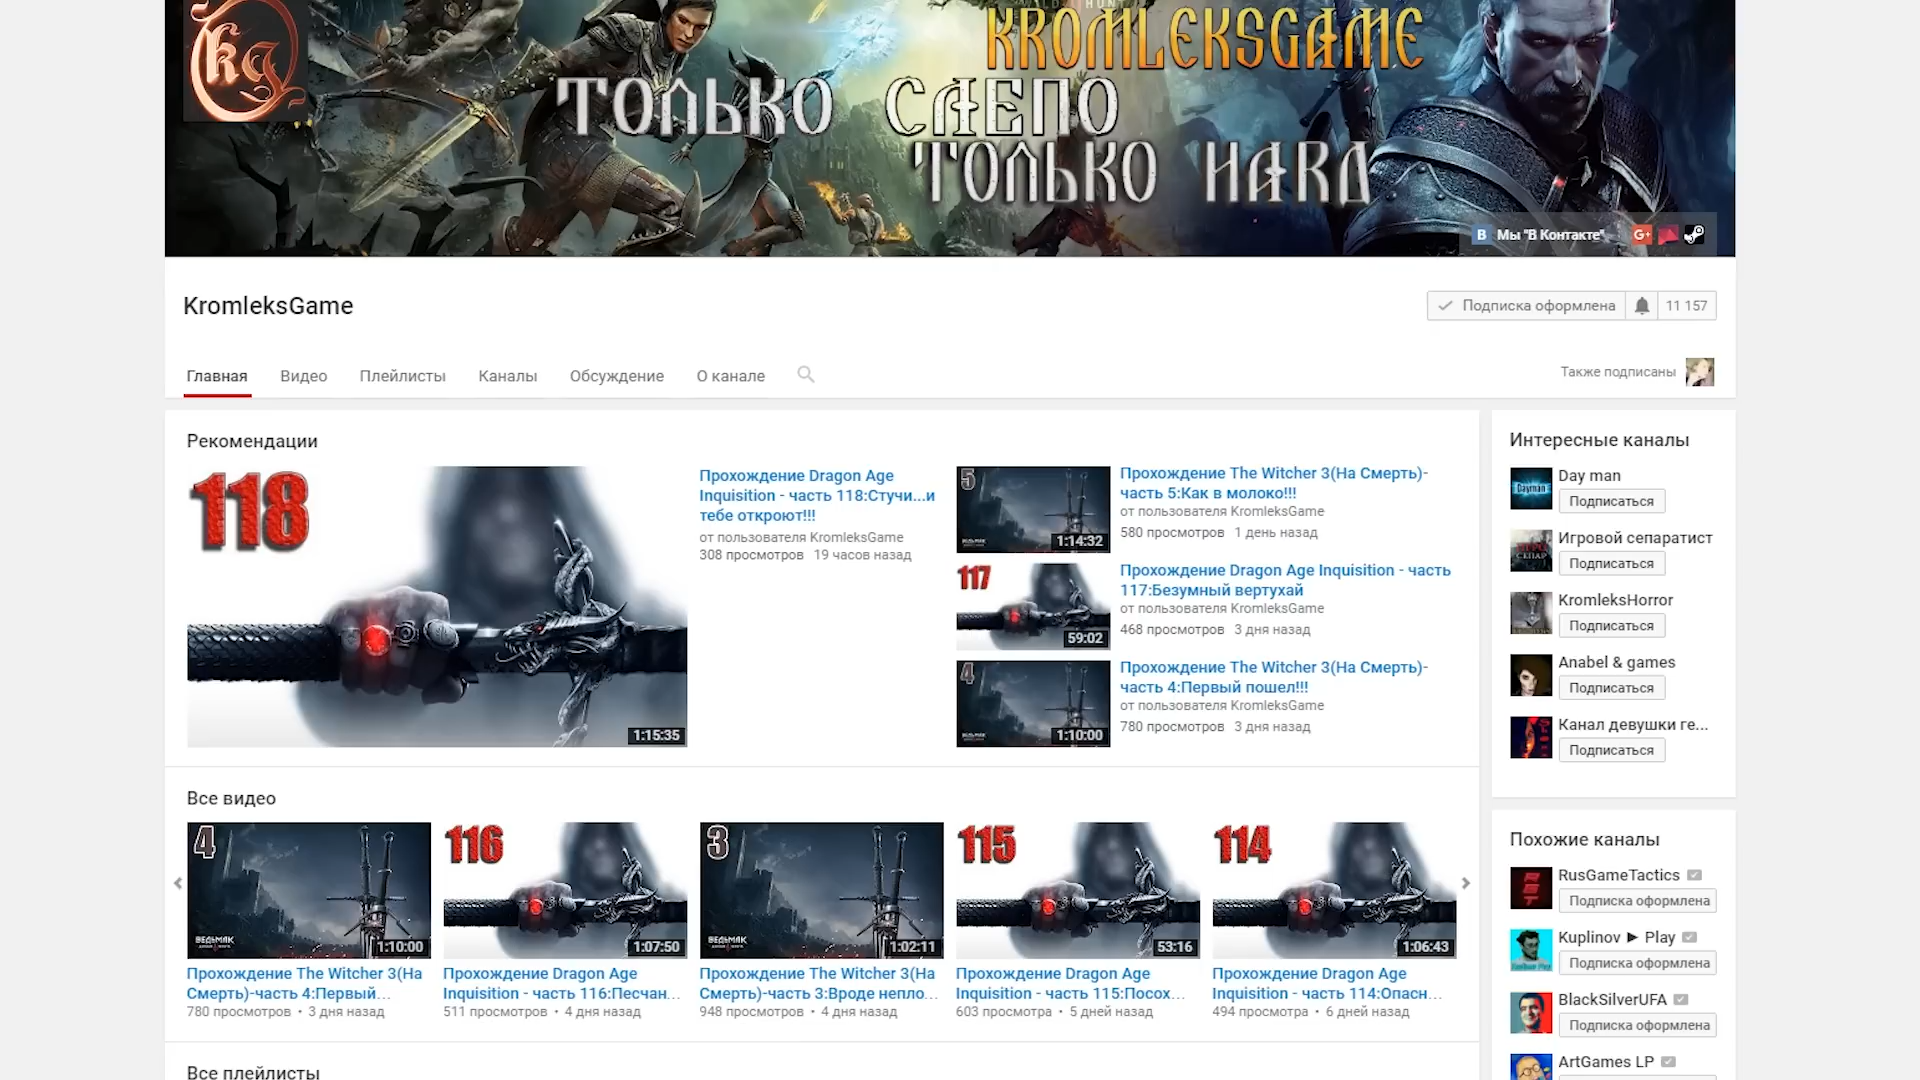 kg
KROMLEKSGAME
ТОЛЬКО СЛЕПО
ТОЛЬКО HARD
B Мы "В Контакте"
G+
KromleksGame
Подписка оформлена
11 157
Главная
Видео
Плейлисты
Каналы
Обсуждение
О канале
Также подписаны
Рекомендации
118
1:15:35
Прохождение Dragon Age
Inquisition - часть 118:Стучи...и
тебе откроют!!!
от пользователя KromleksGame
308 просмотров 19 часов назад
5
1:14:32
Прохождение The Witcher 3(На Смерть)-
часть 5:Как в молоко!!!
от пользователя KromleksGame
580 просмотров 1 день назад
117
59:02
Прохождение Dragon Age Inquisition - часть
117:Безумный вертухай
от пользователя KromleksGame
468 просмотров 3 дня назад
4
1:10:00
Прохождение The Witcher 3(На Смерть)-
часть 4:Первый пошел!!!
от пользователя KromleksGame
780 просмотров 3 дня назад
Все видео
4
ВЕДЬМАК
1:10:00
Прохождение The Witcher 3(На
Смерть)-часть 4:Первый...
780 просмотров • 3 дня назад
116
1:07:50
Прохождение Dragon Age
Inquisition - часть 116:Песчан...
511 просмотров • 4 дня назад
3
ВЕДЬМАК
1:02:11
Прохождение The Witcher 3(На
Смерть)-часть 3:Вроде непло...
948 просмотров • 4 дня назад
115
53:16
Прохождение Dragon Age
Inquisition - часть 115:Посох...
603 просмотра • 5 дней назад
114
1:06:43
Прохождение Dragon Age
Inquisition - часть 114:Опасн...
494 просмотра • 6 дней назад
Все плейлисты
Интересные каналы
Dayman
Day man
Подписаться
Игровой сепаратист
Подписаться
KromleksHorror
Подписаться
Anabel & games
Подписаться
Канал девушки ге...
Подписаться
Похожие каналы
RGT
RusGameTactics
Подписка оформлена
Kuplinov ► Play
Подписка оформлена
BlackSilverUFA
Подписка оформлена
ArtGames LP